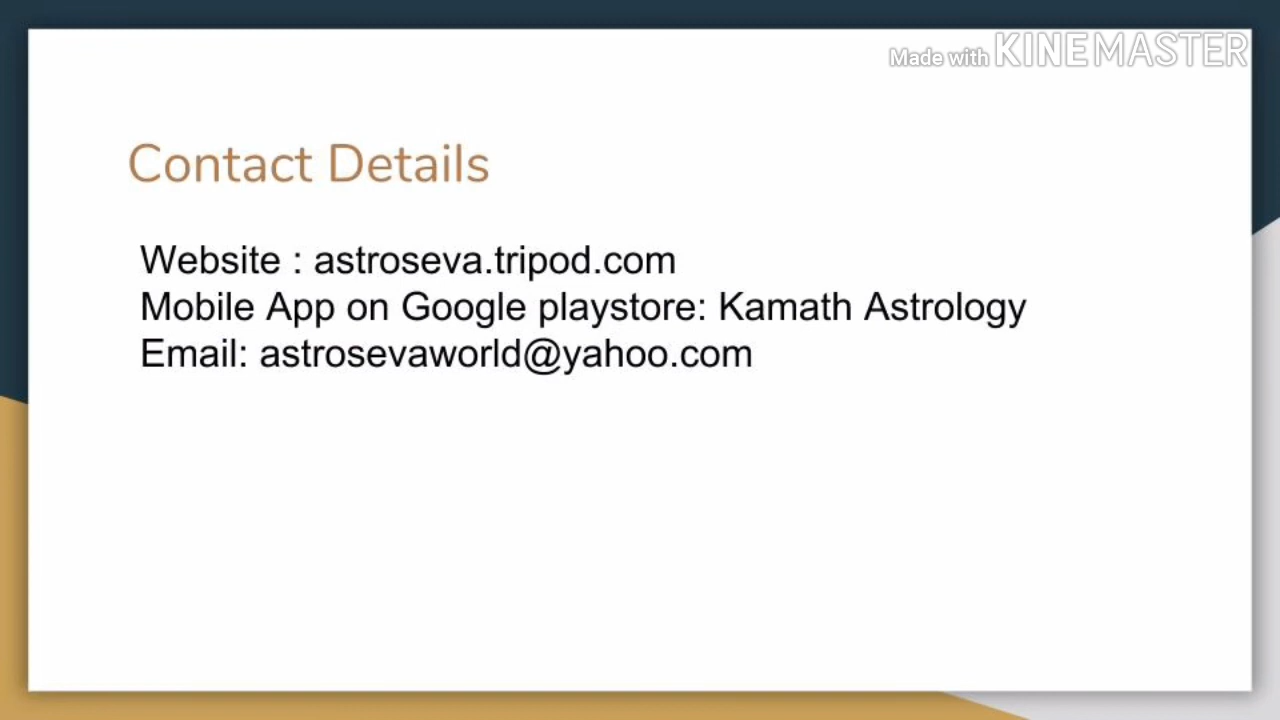 Made with KINEMASTER
Contact Details
Website : astroseva.tripod.com
Mobile App on Google playstore: Kamath Astrology
Email: astrosevaworld@yahoo.com